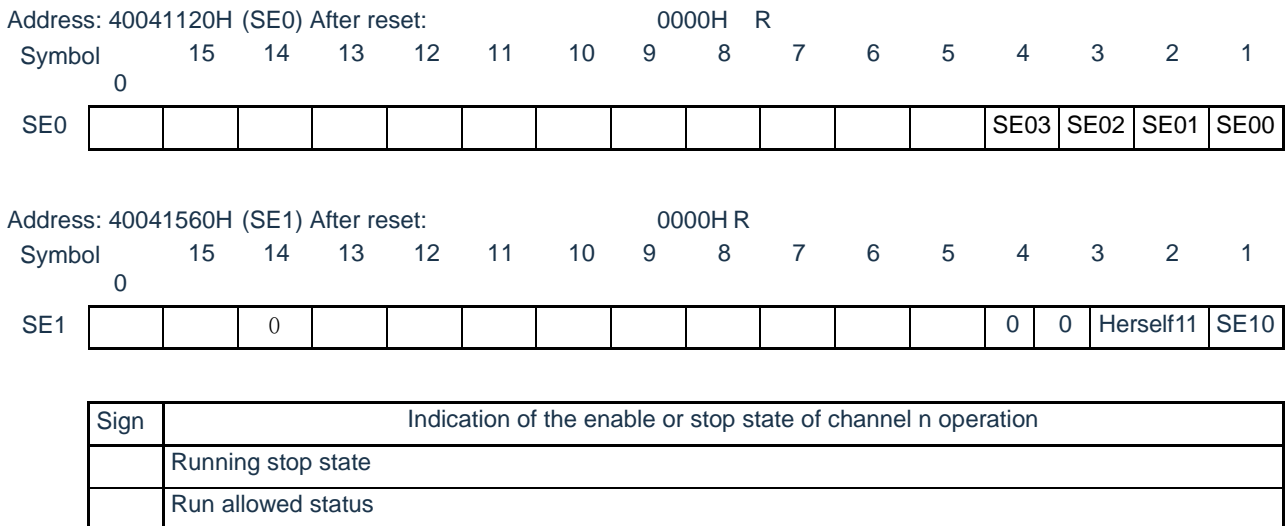 Address: 40041120H (SE0) After reset: 0000H R
Symbol 15 14 13 12 11 10 9 8 7 6 5 4 3 2 1
0
SE0 SE03 SE02 SE01 SE00
Address: 40041560H (SE1) After reset: 0000H R
Symbol 15 14 13 12 11 10 9 8 7 6 5 4 3 2 1
0
SE1 0 0 0 Herself11 SE10
Sign Indication of the enable or stop state of channel n operation
Running stop state
Run allowed status